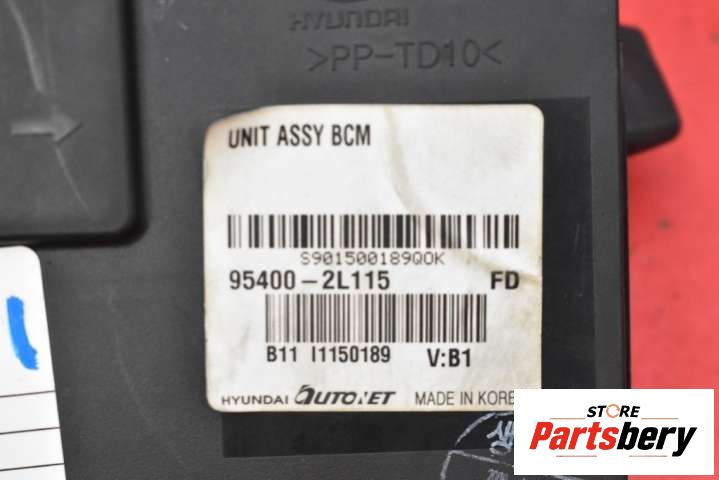 HYUNDAI
>PP-TD10<
UNIT ASSY BCM
S901500189QOK
95400-2L115 FD
B11 I1150189 V:B1
HYUNDAI AUTONET MADE IN KORE
STORE
Partsbery